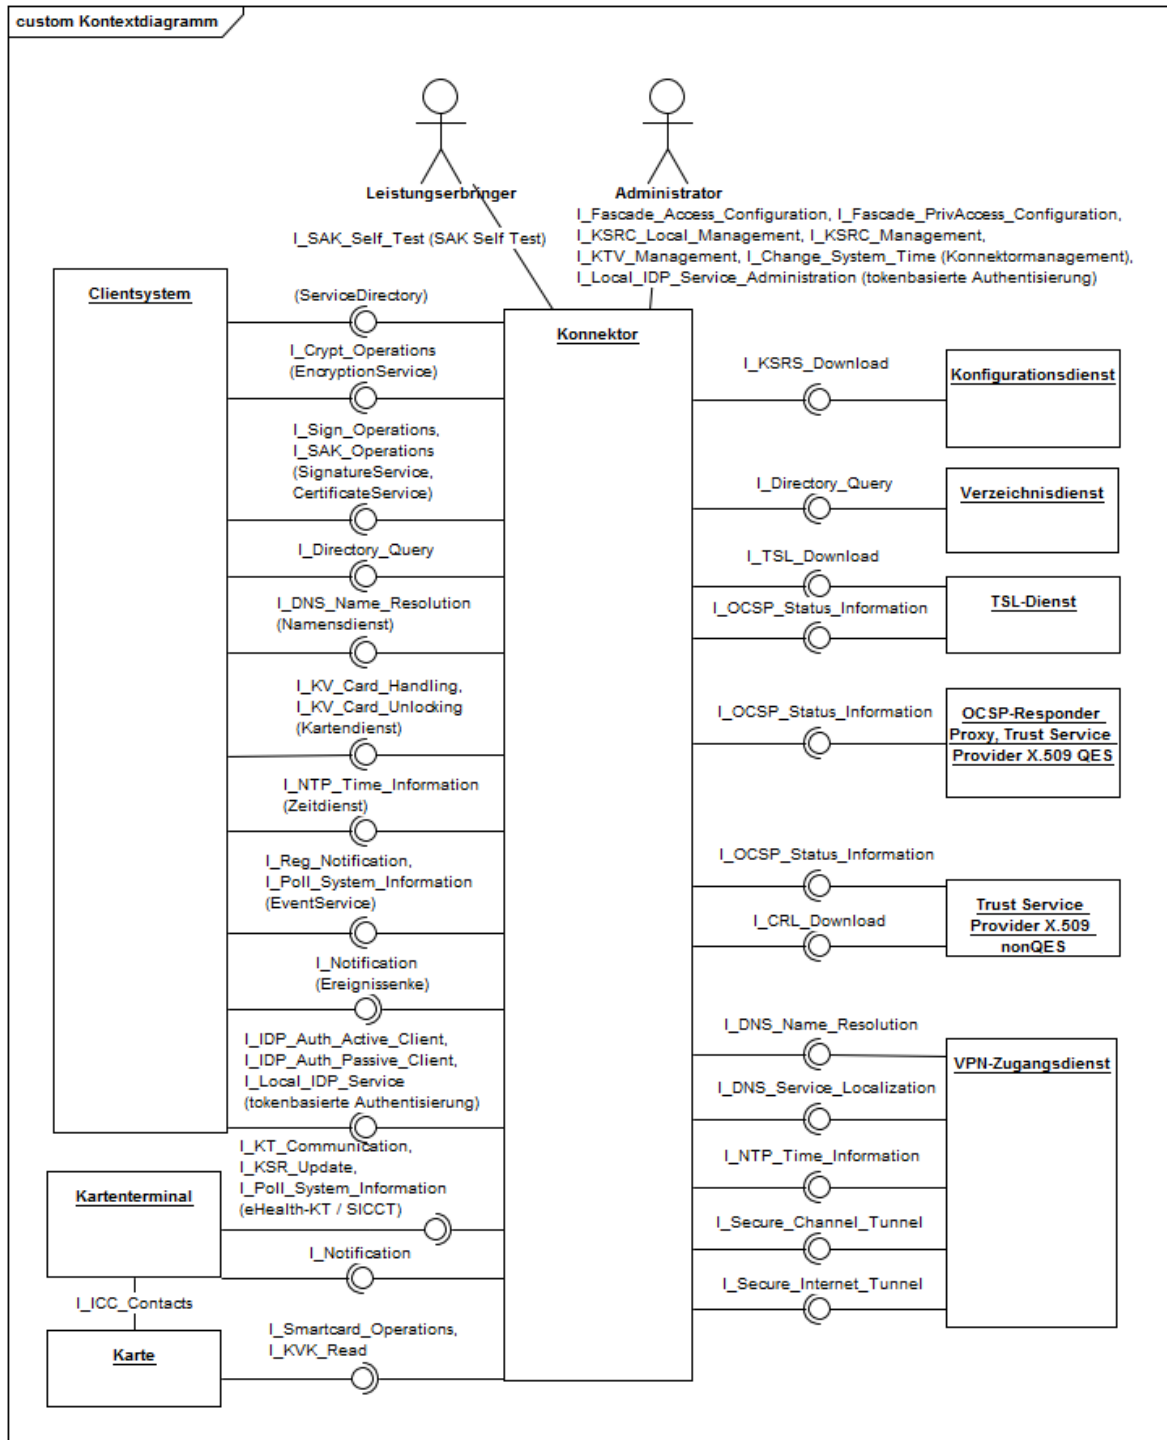 custom Kontextdiagramm
Leistungserbringer
Administrator
I_SAK_Self_Test (SAK Self Test)
I_Fascade_Access_Configuration, I_Fascade_PrivAccess_Configuration,
I_KSRC_Local_Management, I_KSRC_Management,
I_KTV_Management, I_Change_System_Time (Konnektormanagement),
I_Local_IDP_Service_Administration (tokenbasierte Authentisierung)
Clientsystem
(ServiceDirectory)
I_Crypt_Operations
(EncryptionService)
I_Sign_Operations,
I_SAK_Operations
(SignatureService,
CertificateService)
I_Directory_Query
I_DNS_Name_Resolution
(Namensdienst)
I_KV_Card_Handling,
I_KV_Card_Unlocking
(Kartendienst)
I_NTP_Time_Information
(Zeitdienst)
I_Reg_Notification,
I_Poll_System_Information
(EventService)
I_Notification
(Ereignissenke)
I_IDP_Auth_Active_Client,
I_IDP_Auth_Passive_Client,
I_Local_IDP_Service
(tokenbasierte Authentisierung)
I_KT_Communication,
I_KSR_Update,
I_Poll_System_Information
(eHealth-KT / SICCT)
Kartenterminal
I_Notification
I_ICC_Contacts
Karte
I_Smartcard_Operations,
I_KVK_Read
Konnektor
I_KSRS_Download
Konfigurationsdienst
I_Directory_Query
Verzeichnisdienst
I_TSL_Download
I_OCSP_Status_Information
TSL-Dienst
I_OCSP_Status_Information
OCSP-Responder
Proxy, Trust Service
Provider X.509 QES
I_OCSP_Status_Information
I_CRL_Download
Trust Service
Provider X.509
nonQES
I_DNS_Name_Resolution
VPN-Zugangsdienst
I_DNS_Service_Localization
I_NTP_Time_Information
I_Secure_Channel_Tunnel
I_Secure_Internet_Tunnel